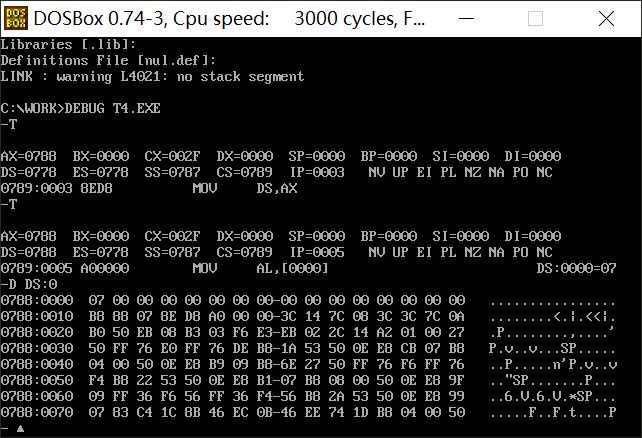 DOS BOX DOSBox 0.74-3, Cpu speed: 3000 cycles, F...
Libraries [.lib]:
Definitions File [nul.def]:
LINK : warning L4021: no stack segment
C:\WORK>DEBUG T4.EXE
-T
AX=0788 BX=0000 CX=002F DX=0000 SP=0000 BP=0000 SI=0000 DI=0000
DS=0778 ES=0778 SS=0787 CS=0789 IP=0003 NV UP EI PL NZ NA PO NC
0789:0003 8ED8 MOV DS,AX
-T
AX=0788 BX=0000 CX=002F DX=0000 SP=0000 BP=0000 SI=0000 DI=0000
DS=0788 ES=0778 SS=0787 CS=0789 IP=0005 NV UP EI PL NZ NA PO NC
0789:0005 A00000 MOV AL,[0000] DS:0000=07
-D DS:0
0788:0000 07 00 00 00 00 00 00 00-00 00 00 00 00 00 00 00 ................
0788:0010 B8 88 07 8E D8 A0 00 00-3C 14 7C 08 3C 3C 7C 0A ........<.|.<<|.
0788:0020 B0 50 EB 08 B3 03 F6 E3-EB 02 2C 14 A2 01 00 27 .P........,....'
0788:0030 50 FF 76 E0 FF 76 DE B8-1A 53 50 0E E8 CB 07 B8 P.v..v...SP.....
0788:0040 04 00 50 0E E8 B9 09 B8-6E 27 50 FF 76 F6 FF 76 ..P.....n'P.v..v
0788:0050 F4 B8 22 53 50 0E E8 B1-07 B8 08 00 50 0E E8 9F .."SP.......P...
0788:0060 09 FF 36 F6 56 FF 36 F4-56 B8 2A 53 50 0E E8 99 ..6.V.6.V.*SP...
0788:0070 07 83 C4 1C 8B 46 EC 0B-46 EE 74 1D B8 04 00 50 .....F..F.t....P
-